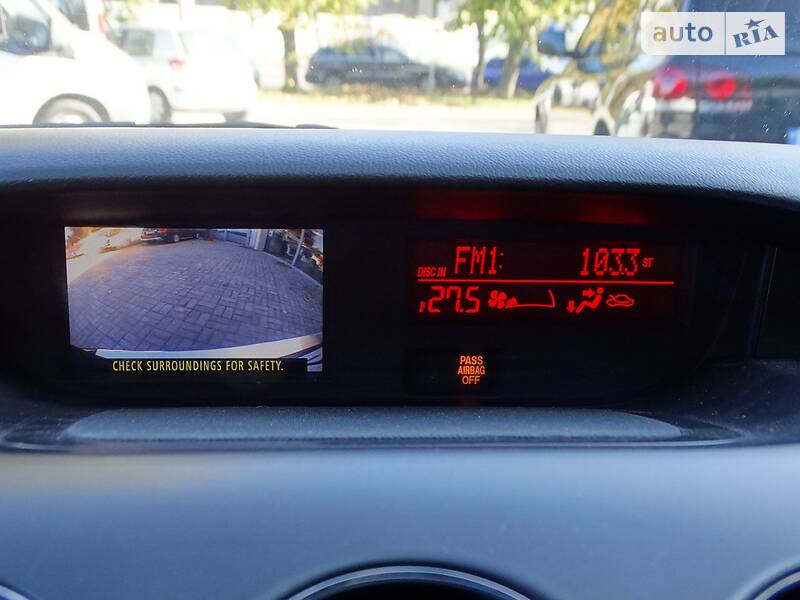 auto RIA
FM1: 103.3 ST
DISC IN
27.5
CHECK SURROUNDINGS FOR SAFETY.
PASS
AIRBAG
OFF